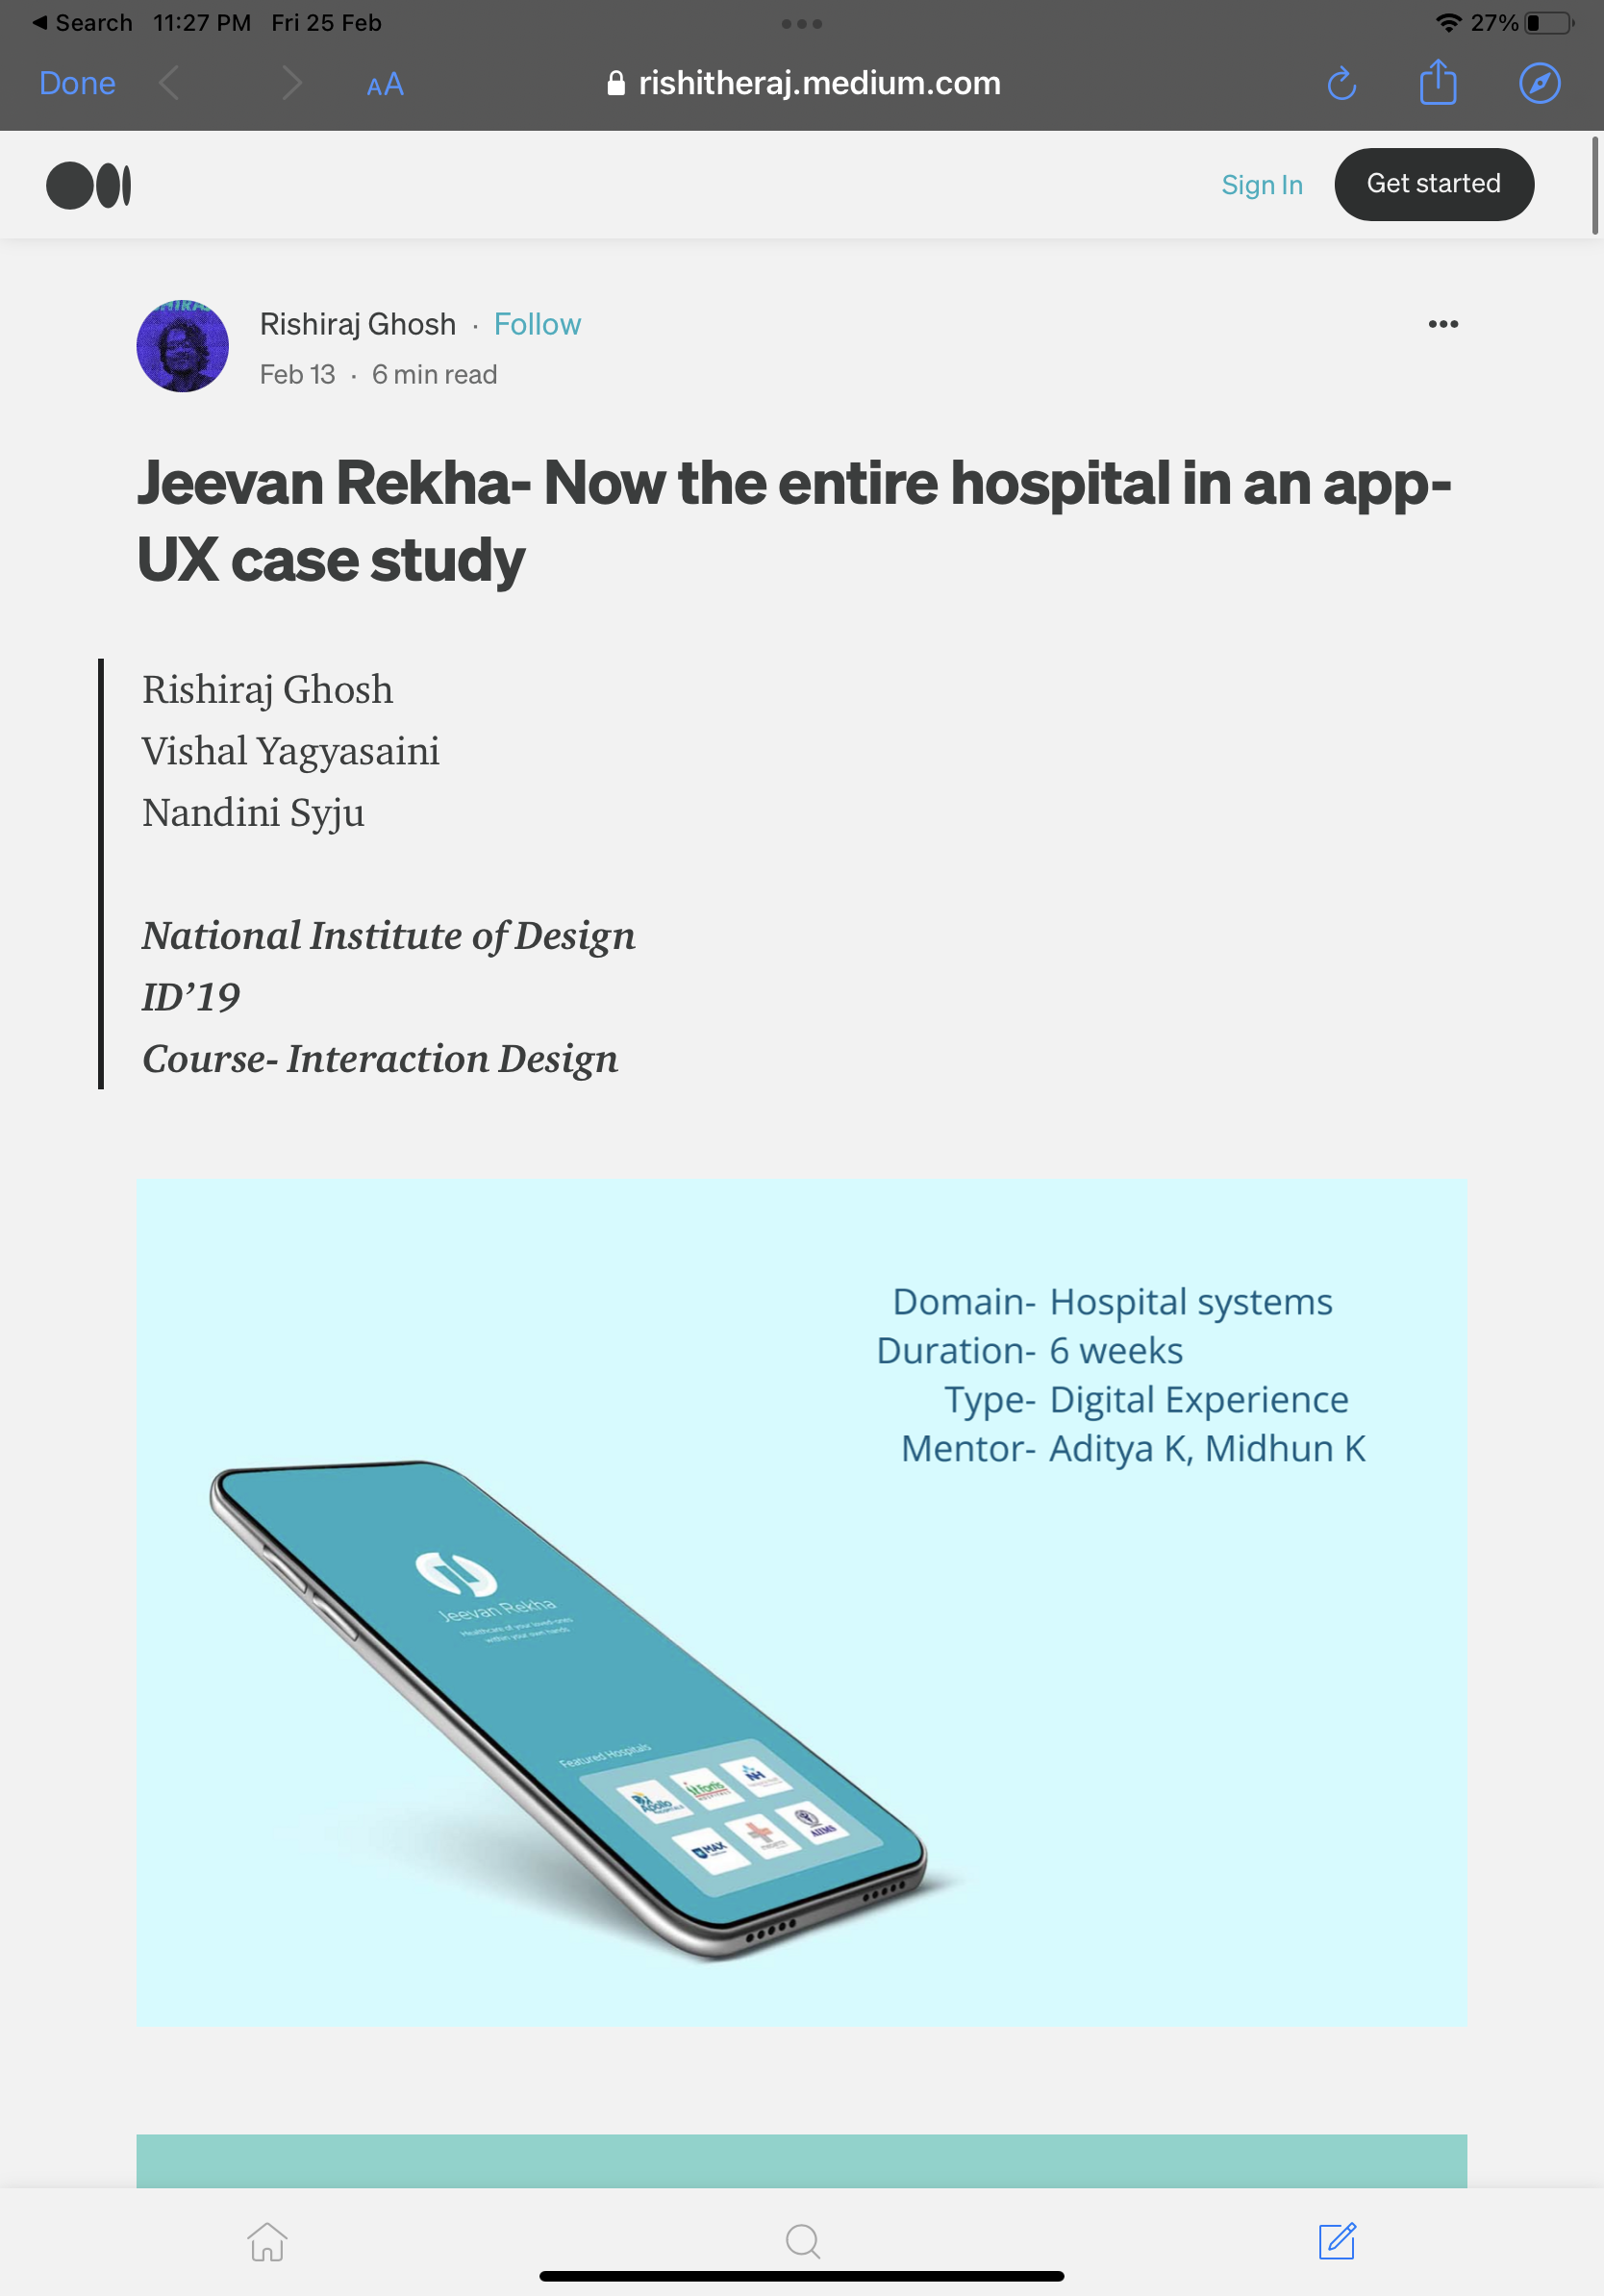 Search 11:27 PM Fri 25 Feb
27%
Done
AA
rishitheraj.medium.com
Sign In
Get started
Rishiraj Ghosh · Follow
Feb 13 · 6 min read
Jeevan Rekha- Now the entire hospital in an app-
UX case study
Rishiraj Ghosh
Vishal Yagyasaini
Nandini Syju
National Institute of Design
ID’19
Course- Interaction Design
Domain- Hospital systems
Duration- 6 weeks
Type- Digital Experience
Mentor- Aditya K, Midhun K
Jeevan Rekha
Healthcare of your loved-ones
within your own hands
Featured Hospitals
Apollo
HOSPITALS
Fortis
HOSPITALS
NH
MAX
AIIMS